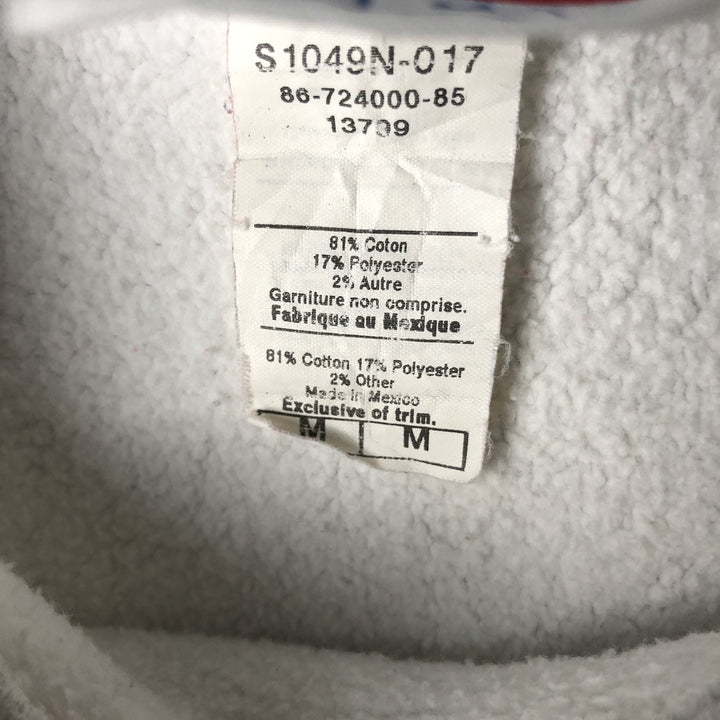 S1049N-017
86-724000-85
13799
81% Coton
17% Polyester
2% Autre
Garniture non comprise.
Fabrique au Mexique
81% Cotton 17% Polyester
2% Other
Made in Mexico
Exclusive of trim.
M M